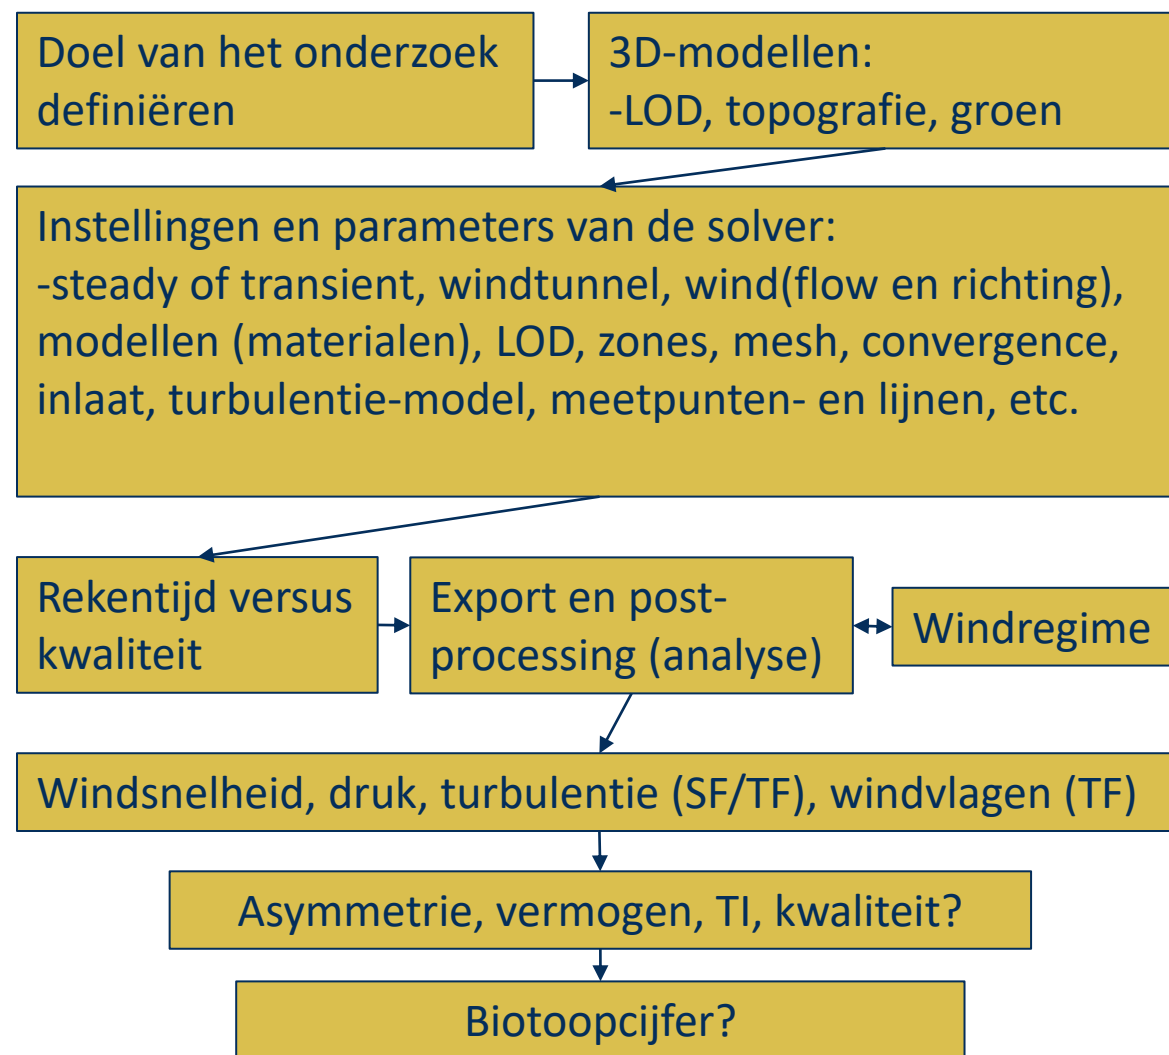 Doel van het onderzoek
definiëren
3D-modellen:
-LOD, topografie, groen
Instellingen en parameters van de solver:
-steady of transient, windtunnel, wind(flow en richting),
modellen (materialen), LOD, zones, mesh, convergence,
inlaat, turbulentie-model, meetpunten- en lijnen, etc.
Rekentijd versus
kwaliteit
Export en post-
processing (analyse)
Windregime
Windsnelheid, druk, turbulentie (SF/TF), windvlagen (TF)
Asymmetrie, vermogen, TI, kwaliteit?
Biotoopcijfer?